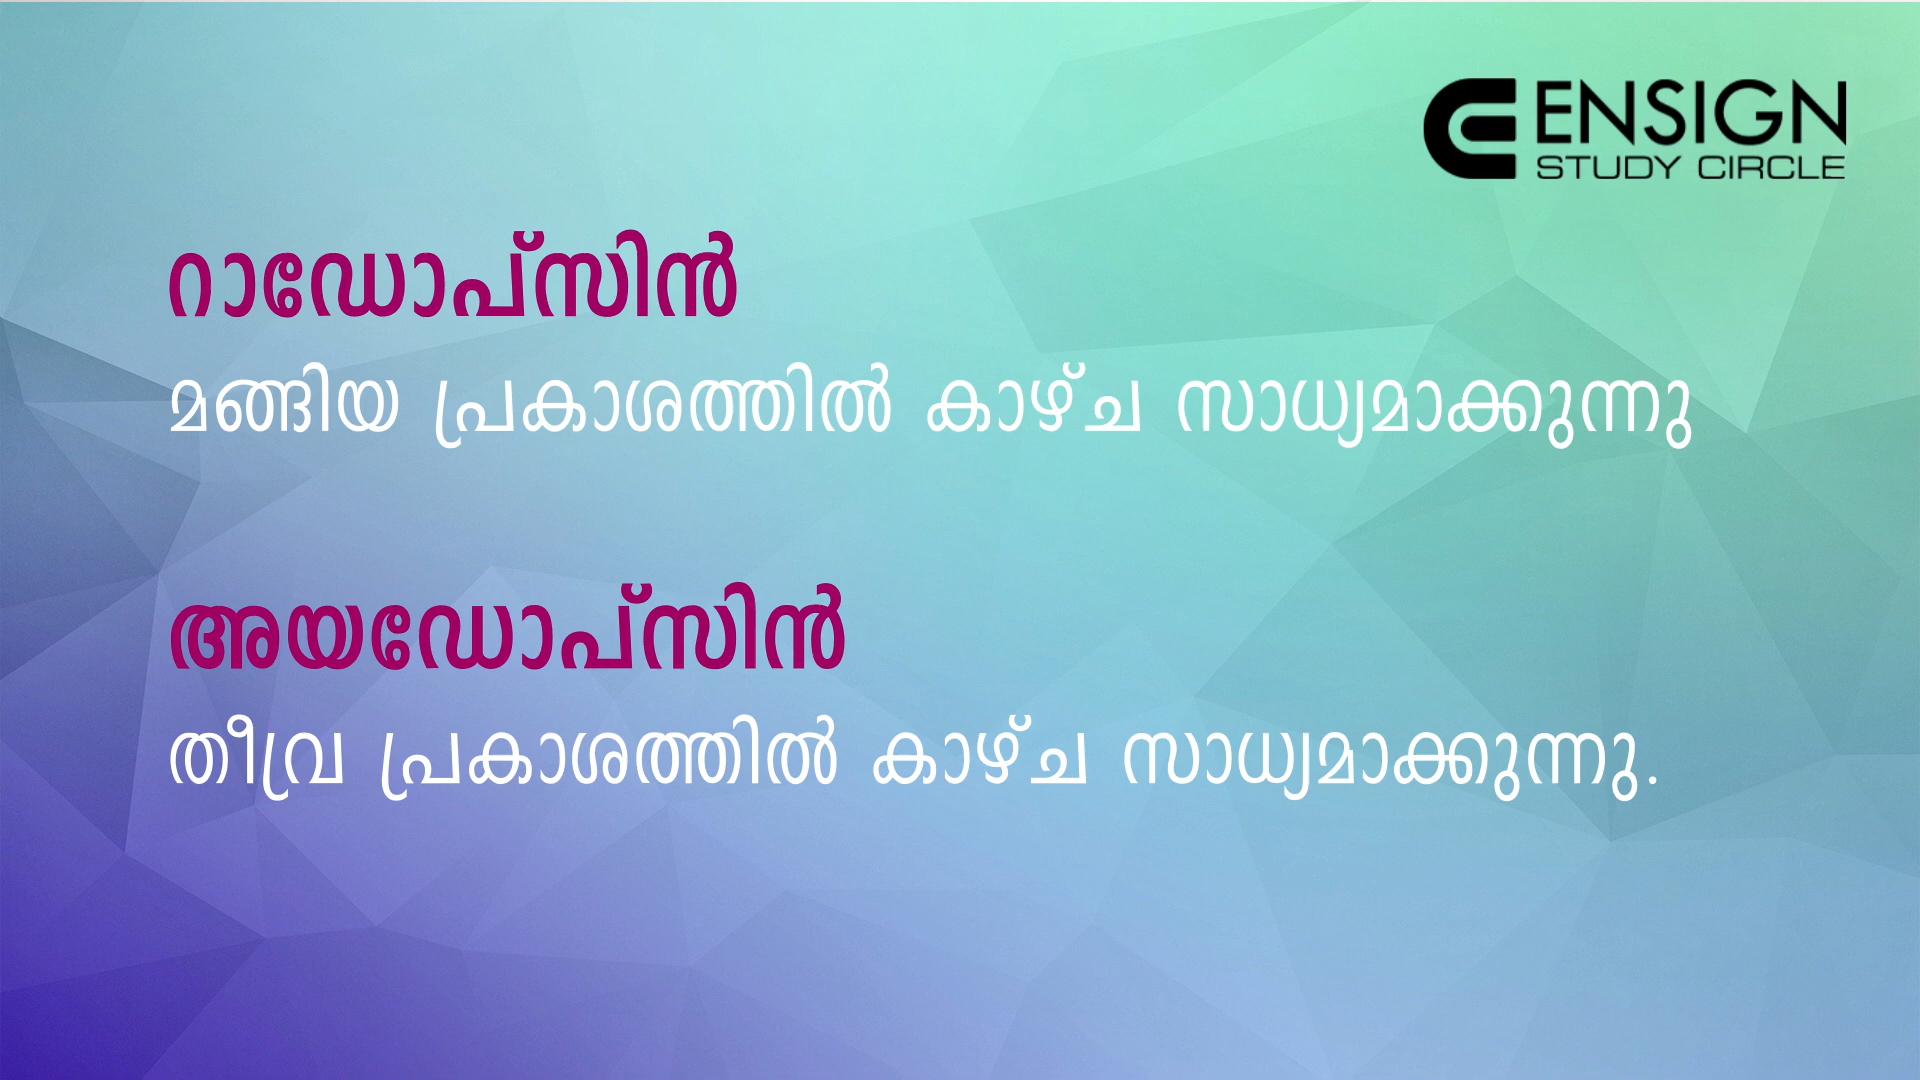 ENSIGN
STUDY CIRCLE
റാഡോപ്സിൻ
മങ്ങിയ പ്രകാശത്തിൽ കാഴ്ച സാധ്യമാക്കുന്നു
അയഡോപ്സിൻ
തീവ്ര പ്രകാശത്തിൽ കാഴ്ച സാധ്യമാക്കുന്നു.